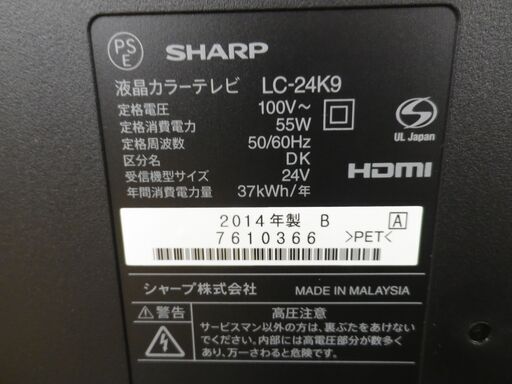 PS
E
SHARP
液晶カラーテレビ LC-24K9
定格電圧 100V～
定格消費電力 55W
定格周波数 50/60Hz
区分名 DK
受信機型サイズ 24V
年間消費電力量 37kWh/年
S
UL Japan
HDMI
2014年製 B A
7610366 >PET<
シャープ株式会社 MADE IN MALAYSIA
⚠警告 高圧注意
サービスマン以外の方は、裏ぶたをあけない
でください。内部には高電圧部分が数多く
あり、万一さわると危険です。